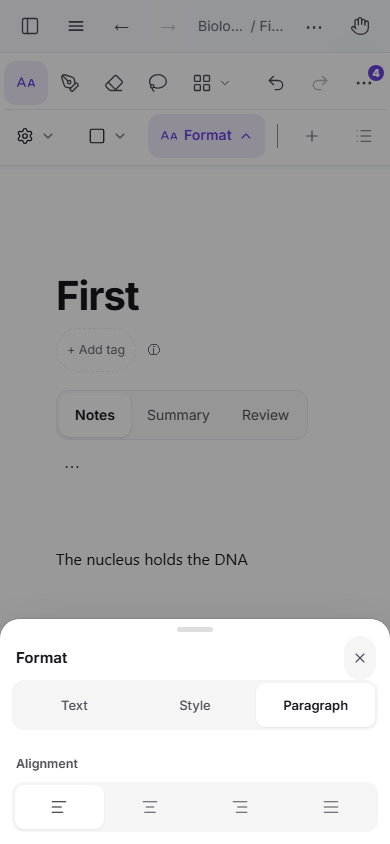 Biolo... / Fi...
AA
4
AA Format
First
+ Add tag
Notes Summary Review
...
The nucleus holds the DNA
Format
Text Style Paragraph
Alignment